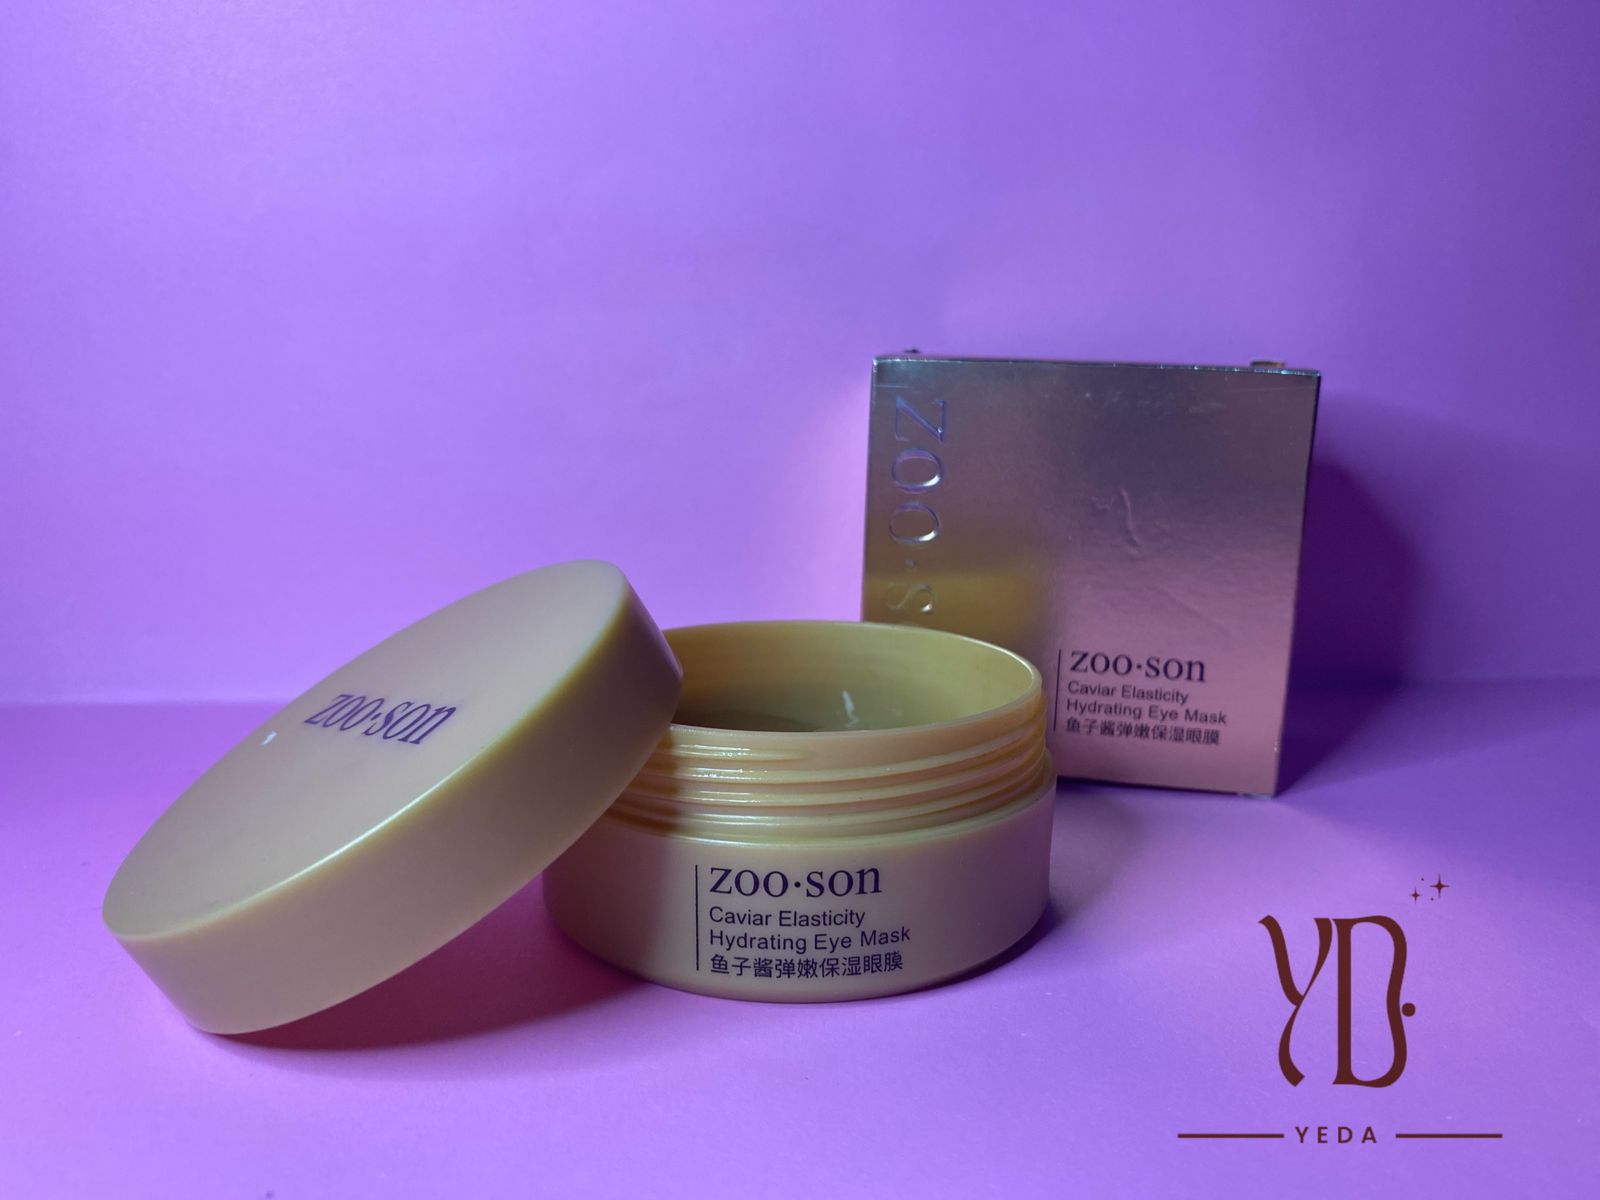 ZOO·S
zoo·son
Caviar Elasticity
Hydrating Eye Mask
鱼子酱弹嫩保湿眼膜
zoo·son
zoo·son
Caviar Elasticity
Hydrating Eye Mask
鱼子酱弹嫩保湿眼膜
YD
YEDA